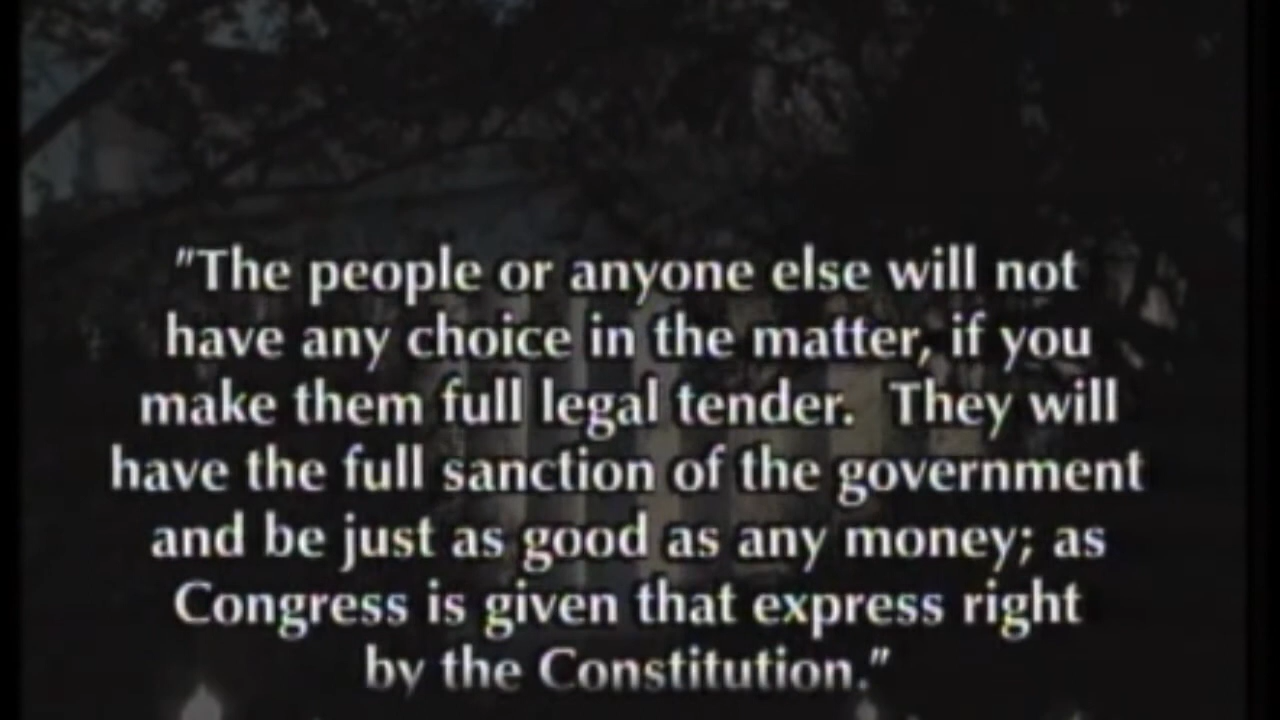 "The people or anyone else will not
have any choice in the matter, if you
make them full legal tender.  They will
have the full sanction of the government
and be just as good as any money; as
Congress is given that express right
by the Constitution."